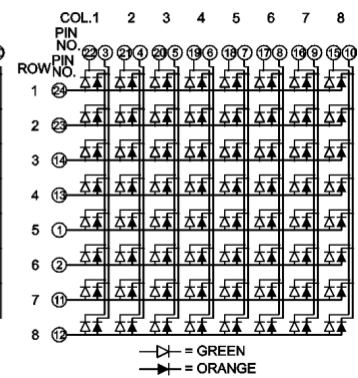 COL.1 2 3 4 5 6 7 8
PIN
NO. 22 3 21 4 20 5 19 6 18 7 17 8 16 9 15 10
ROW PIN
NO.
1 24
2 23
3 14
4 13
5 1
6 2
7 11
8 12
= GREEN
= ORANGE